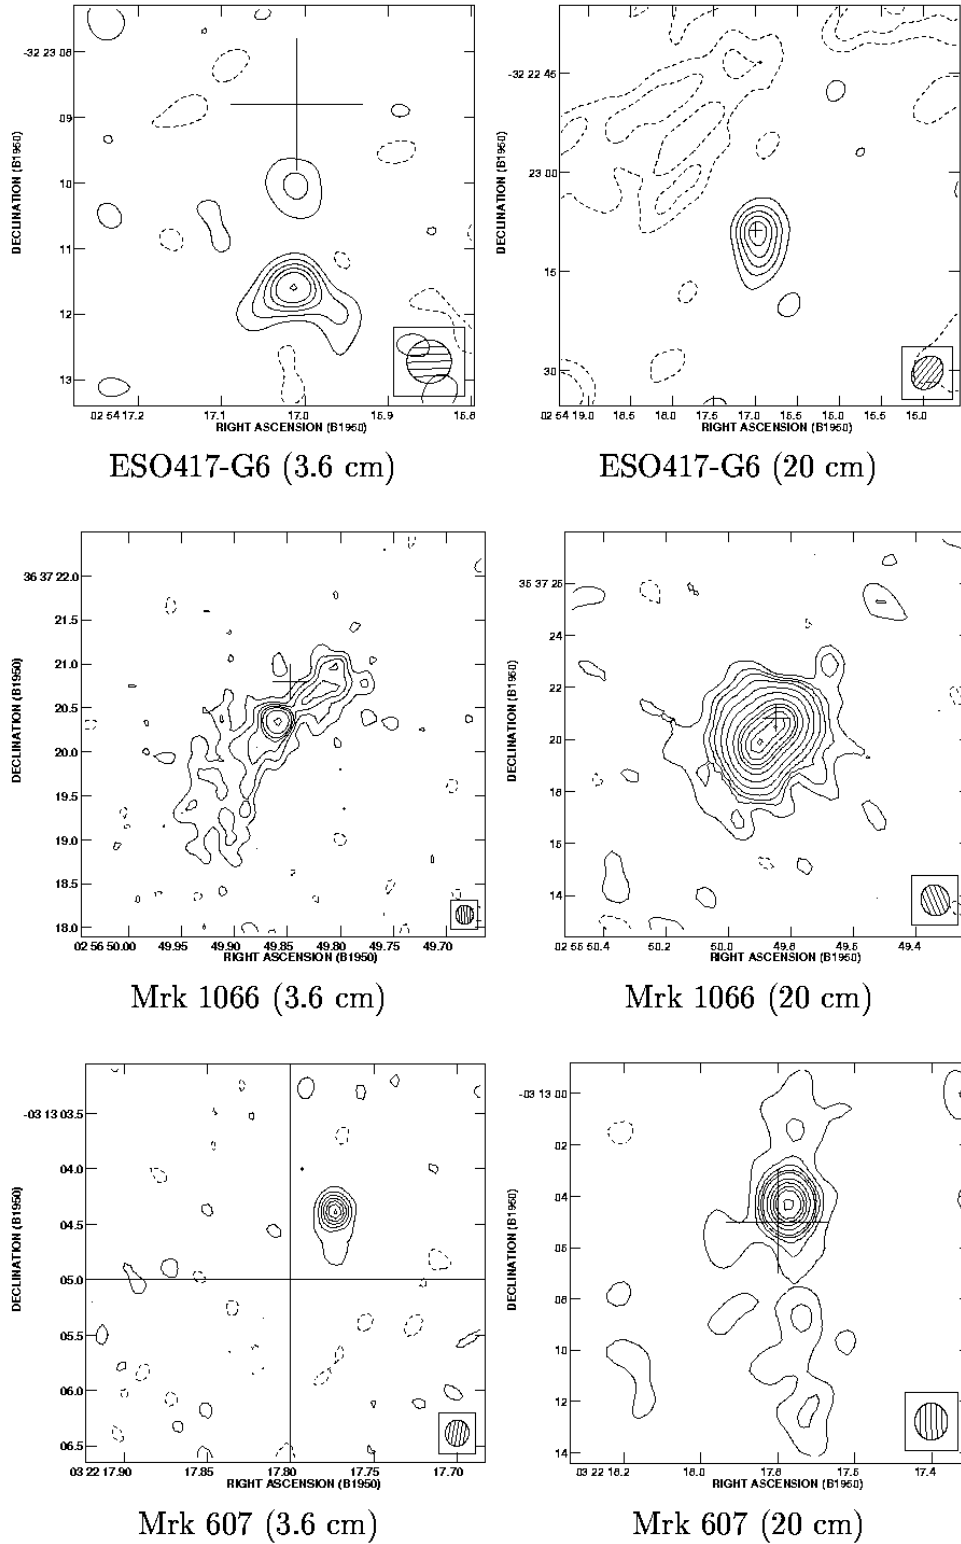 -32 23 08
09
10
11
12
13
DECLINATION (B1950)
02 54 17.2 17.1 17.0 16.9 16.8
RIGHT ASCENSION (B1950)
ESO417-G6 (3.6 cm)
-32 22 45
23 00
15
30
DECLINATION (B1950)
02 54 19.0 18.5 18.0 17.5 17.0 16.5 16.0 15.5 15.0
RIGHT ASCENSION (B1950)
ESO417-G6 (20 cm)
36 37 22.0
21.5
21.0
20.5
20.0
19.5
19.0
18.5
18.0
DECLINATION (B1950)
02 56 50.00 49.95 49.90 49.85 49.80 49.75 49.70
RIGHT ASCENSION (B1950)
Mrk 1066 (3.6 cm)
36 37 26
24
22
20
18
16
14
DECLINATION (B1950)
02 56 50.4 50.2 50.0 49.8 49.6 49.4
RIGHT ASCENSION (B1950)
Mrk 1066 (20 cm)
-03 13 03.5
04.0
04.5
05.0
05.5
06.0
06.5
DECLINATION (B1950)
03 22 17.90 17.85 17.80 17.75 17.70
RIGHT ASCENSION (B1950)
Mrk 607 (3.6 cm)
-03 13 00
02
04
06
08
10
12
14
DECLINATION (B1950)
03 22 18.2 18.0 17.8 17.6 17.4
RIGHT ASCENSION (B1950)
Mrk 607 (20 cm)